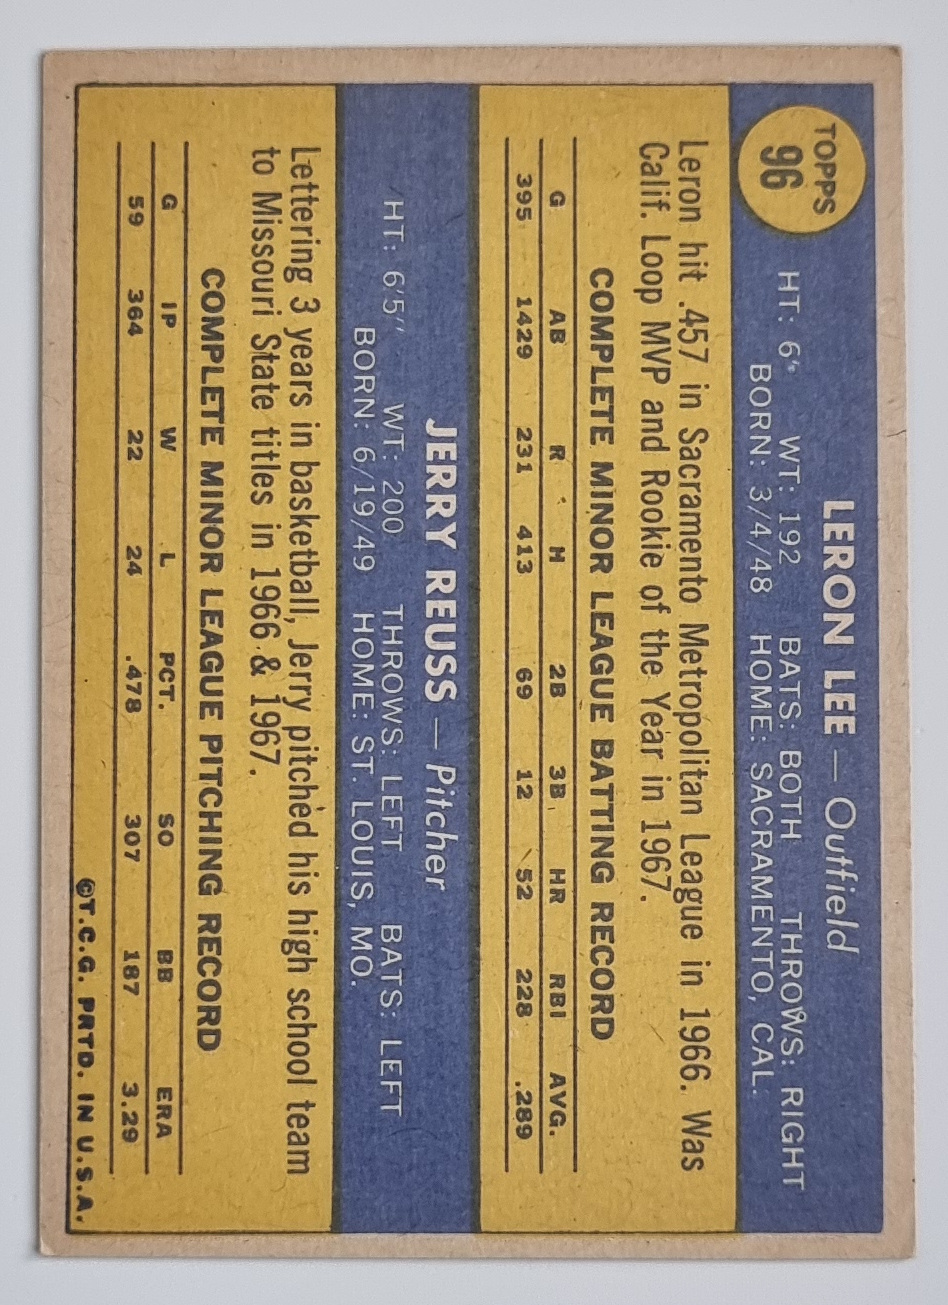 TOPPS
96
LERON LEE — Outfield
HT: 6' WT: 192 BATS: BOTH THROWS: RIGHT
BORN: 3/4/48 HOME: SACRAMENTO, CAL.
Leron hit .457 in Sacramento Metropolitan League in 1966. Was
Calif. Loop MVP and Rookie of the Year in 1967.
COMPLETE MINOR LEAGUE BATTING RECORD
G AB R H 2B 3B HR RBI AVG.
395 1429 231 413 69 12 52 228 .289
JERRY REUSS — Pitcher
HT: 6'5" WT: 200 THROWS: LEFT BATS: LEFT
BORN: 6/19/49 HOME: ST. LOUIS, MO.
Lettering 3 years in basketball, Jerry pitched his high school team
to Missouri State titles in 1966 & 1967.
COMPLETE MINOR LEAGUE PITCHING RECORD
G IP W L PCT. SO BB ERA
59 364 22 24 .478 307 187 3.29
©T.C.G. PRTD. IN U.S.A.